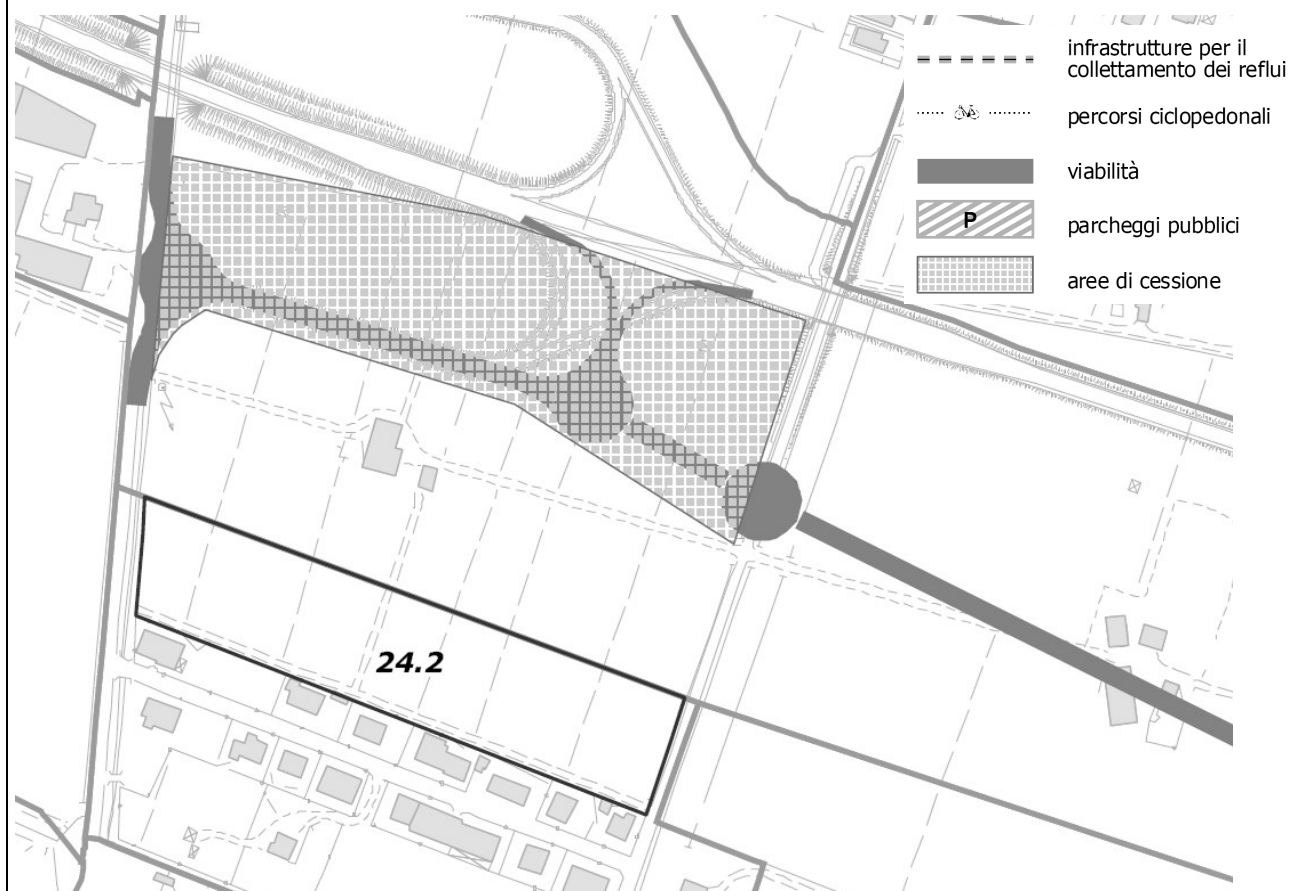 infrastrutture per il
collettamento dei reflui
percorsi ciclopedonali
viabilità
P
parcheggi pubblici
aree di cessione
24.2